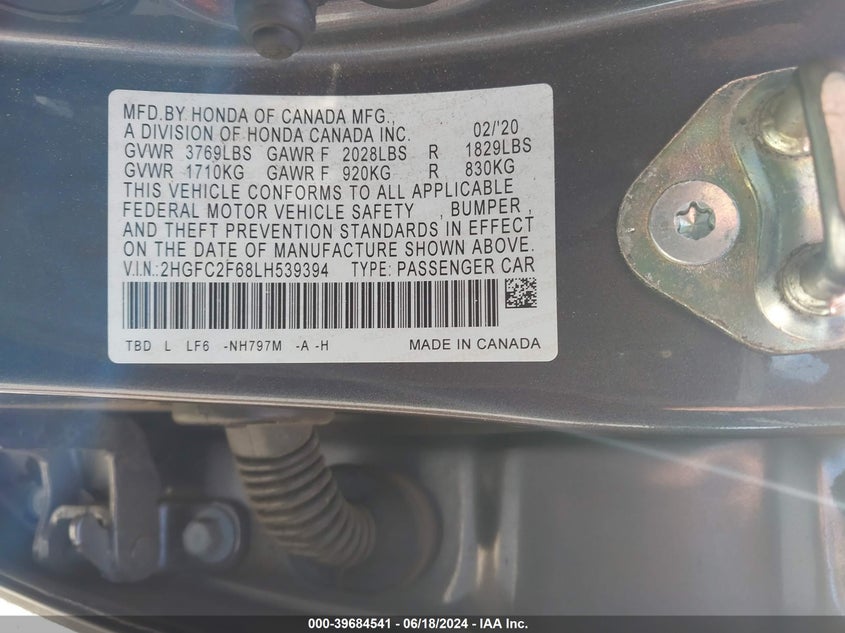 MFD.BY HONDA OF CANADA MFG.,
A DIVISION OF HONDA CANADA INC. 02/'20
GVWR 3769LBS GAWR F 2028LBS R 1829LBS
GVWR 1710KG GAWR F 920KG R 830KG
THIS VEHICLE CONFORMS TO ALL APPLICABLE
FEDERAL MOTOR VEHICLE SAFETY , BUMPER ,
AND THEFT PREVENTION STANDARDS IN EFFECT
ON THE DATE OF MANUFACTURE SHOWN ABOVE.
V.I.N.:2HGFC2F68LH539394 TYPE: PASSENGER CAR
TBD L LF6 -NH797M -A -H MADE IN CANADA
000-39684541 - 06/18/2024 - IAA Inc.